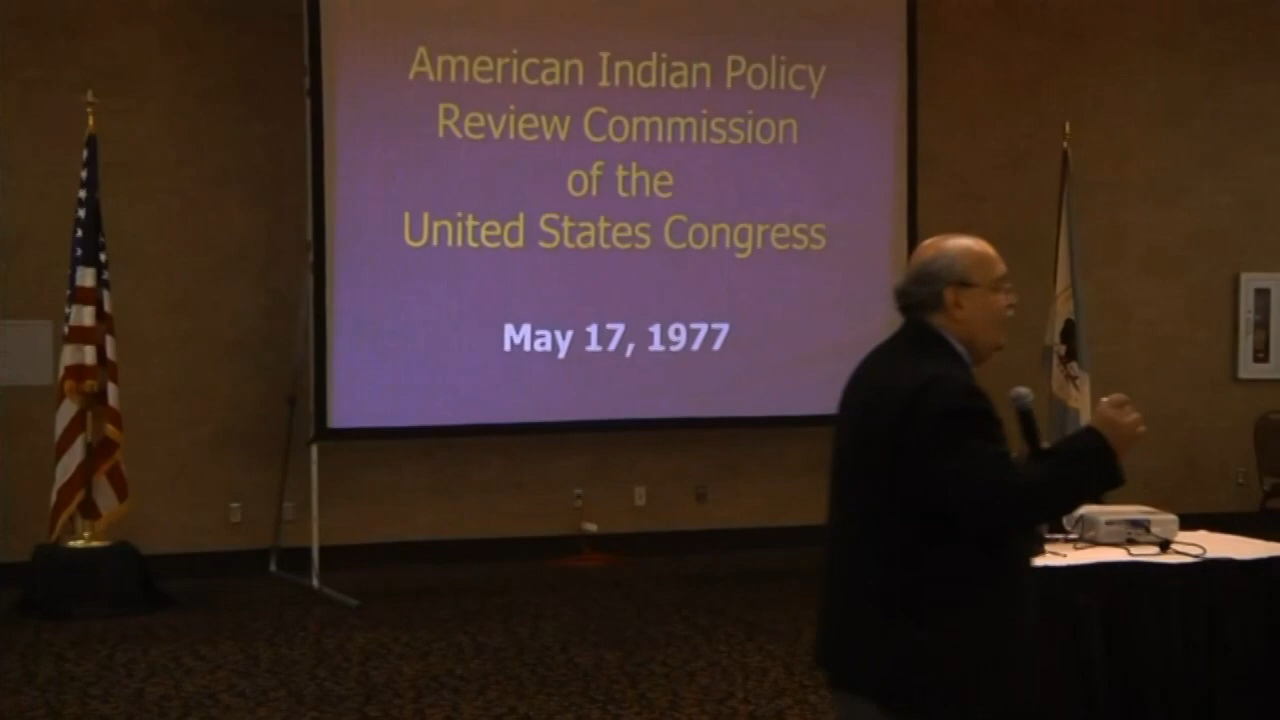 American Indian Policy
Review Commission
of the
United States Congress
May 17, 1977